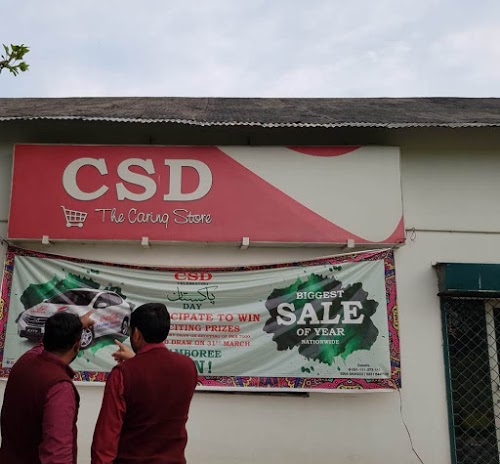 CSD
The Caring Store
CSD
پاکستان
DAY
CIPATE TO WIN
CITING PRIZES
DRAW ON 31ST MARCH
JAMBOREE
N!
BIGGEST
SALE
OF YEAR
NATIONWIDE